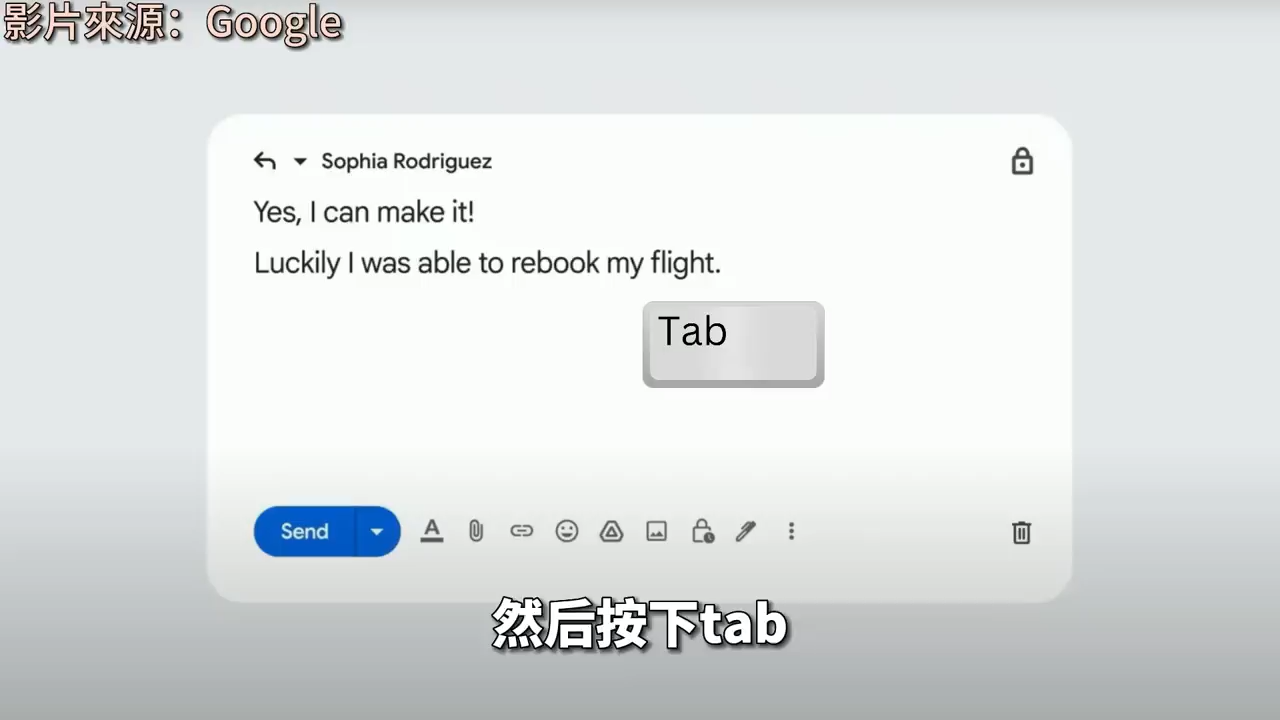 影片來源：Google
Sophia Rodriguez
Yes, I can make it!
Luckily I was able to rebook my flight.
Tab
Send
然后按下tab